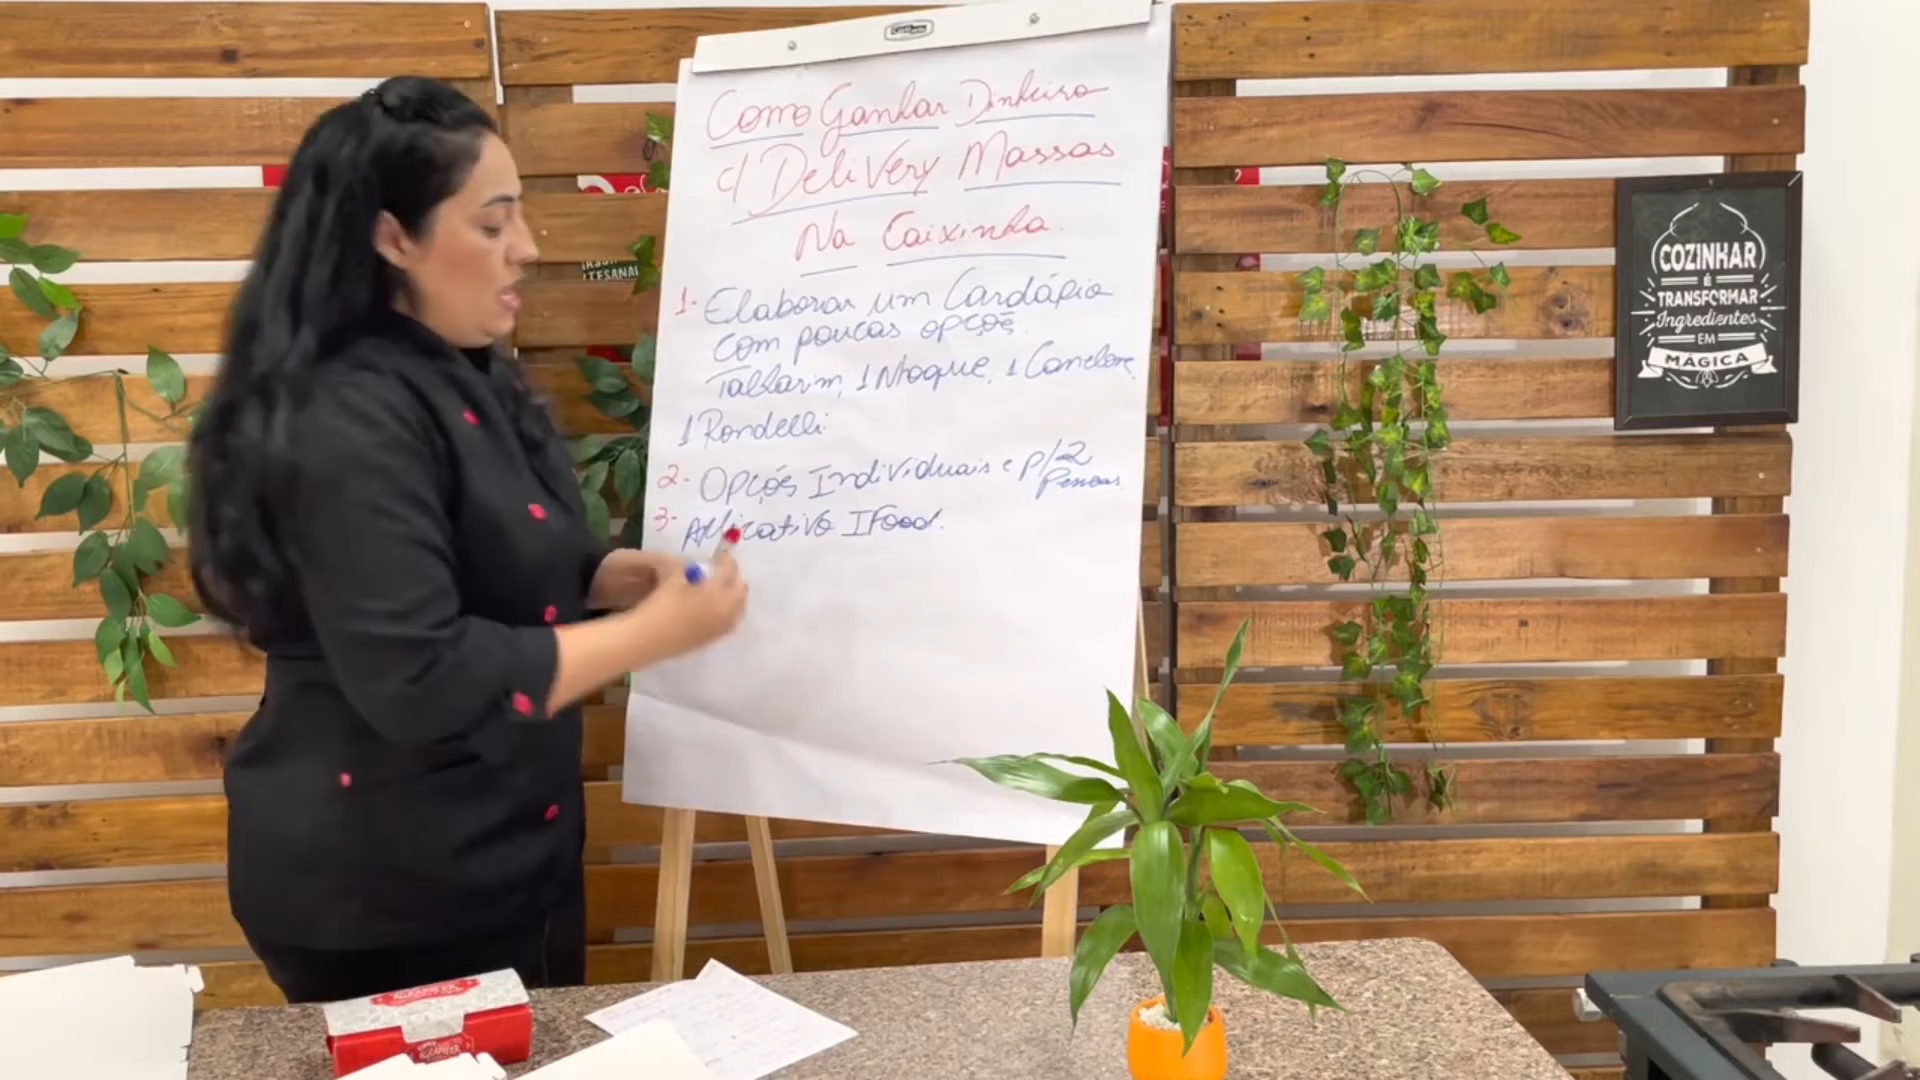 Como Ganhar Dinheiro
c/ Delivery Massas
Na Caixinha.
1- Elaborar um Cardápio
com poucas opções
Talharim, 1 Nhoque, 1 Canelone,
1 Rondelli
2- Opções Individuais e p/2
Pessoas.
3- Aplicativo IFood.
COZINHAR
É
TRANSFORMAR
Ingredientes
EM
MÁGICA